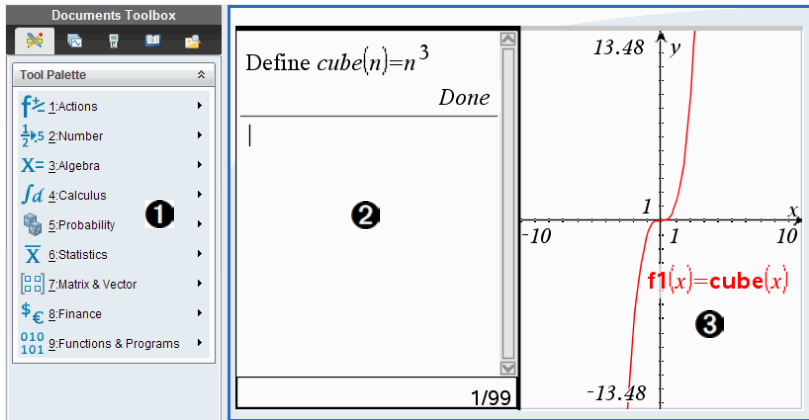 Documents Toolbox
Tool Palette
1:Actions
2:Number
3:Algebra
4:Calculus
5:Probability
6:Statistics
7:Matrix & Vector
8:Finance
9:Functions & Programs
1
Define cube(n)=n³
Done
2
1/99
13.48
y
1
x
-10
1
10
f1(x)=cube(x)
3
-13.48